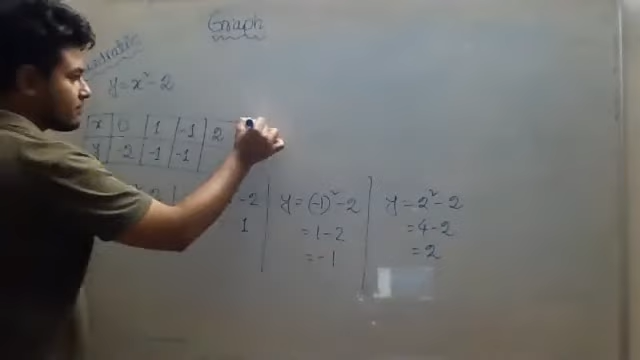 Graph
y = x² - 2
x | 0 | 1 | -1 | 2
y | -2 | -1 | -1
- 2 | y = (-1)² - 2 | y = 2² - 2
1 | = 1 - 2 | = 4 - 2
= -1 | = 2